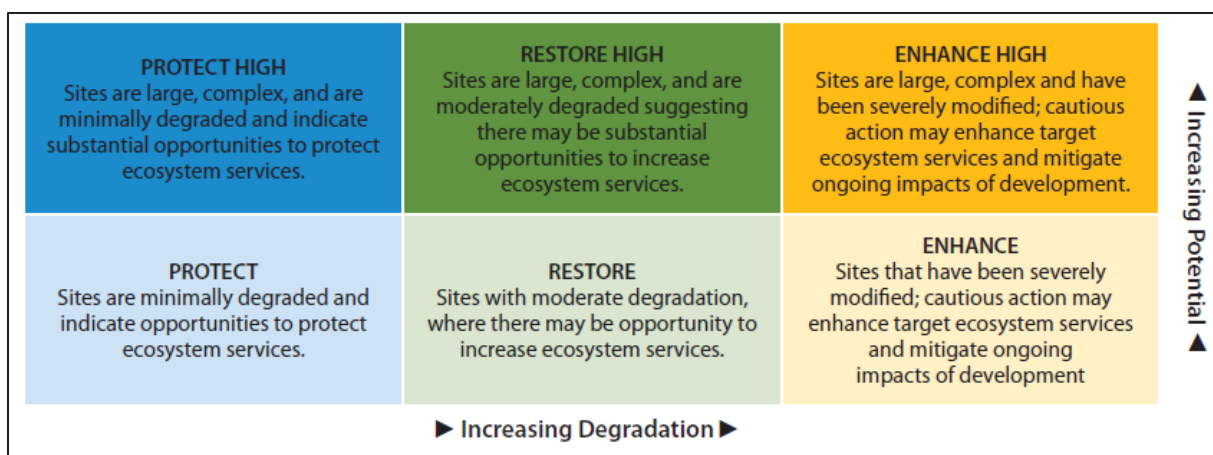 PROTECT HIGH
Sites are large, complex, and are
minimally degraded and indicate
substantial opportunities to protect
ecosystem services.
RESTORE HIGH
Sites are large, complex, and are
moderately degraded suggesting
there may be substantial
opportunities to increase
ecosystem services.
ENHANCE HIGH
Sites are large, complex and have
been severely modified; cautious
action may enhance target
ecosystem services and mitigate
ongoing impacts of development.
PROTECT
Sites are minimally degraded and
indicate opportunities to protect
ecosystem services.
RESTORE
Sites with moderate degradation,
where there may be opportunity to
increase ecosystem services.
ENHANCE
Sites that have been severely
modified; cautious action may
enhance target ecosystem services
and mitigate ongoing
impacts of development
▶ Increasing Degradation ▶
▲ Increasing Potential ▲